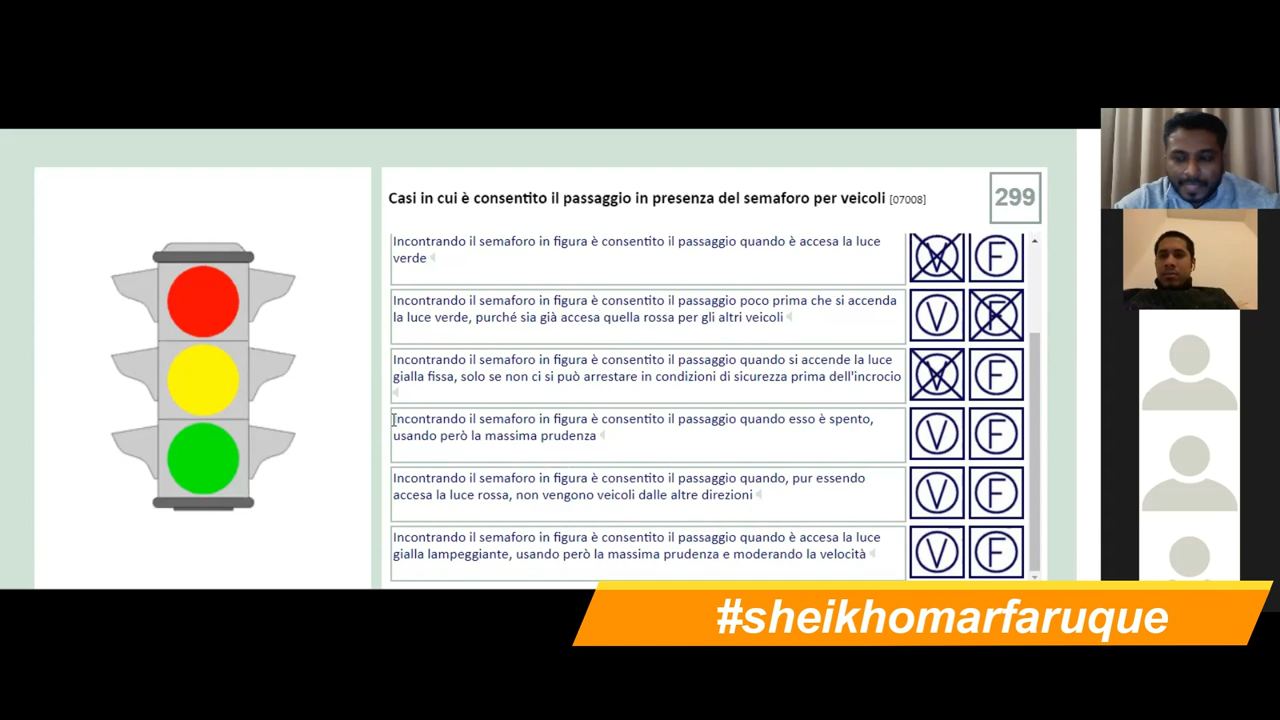 Casi in cui è consentito il passaggio in presenza del semaforo per veicoli [07008]
299
Incontrando il semaforo in figura è consentito il passaggio quando è accesa la luce
verde
V F
Incontrando il semaforo in figura è consentito il passaggio poco prima che si accenda
la luce verde, purché sia già accesa quella rossa per gli altri veicoli
V F
Incontrando il semaforo in figura è consentito il passaggio quando si accende la luce
gialla fissa, solo se non ci si può arrestare in condizioni di sicurezza prima dell'incrocio
V F
Incontrando il semaforo in figura è consentito il passaggio quando esso è spento,
usando però la massima prudenza
V F
Incontrando il semaforo in figura è consentito il passaggio quando, pur essendo
accesa la luce rossa, non vengono veicoli dalle altre direzioni
V F
Incontrando il semaforo in figura è consentito il passaggio quando è accesa la luce
gialla lampeggiante, usando però la massima prudenza e moderando la velocità
V F
#sheikhomarfaruque